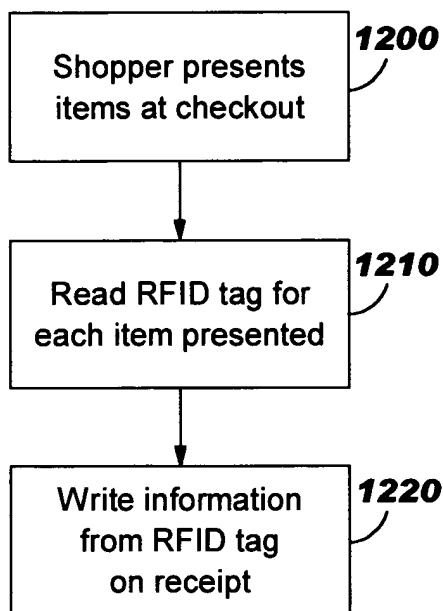 1200
Shopper presents
items at checkout
1210
Read RFID tag for
each item presented
1220
Write information
from RFID tag
on receipt